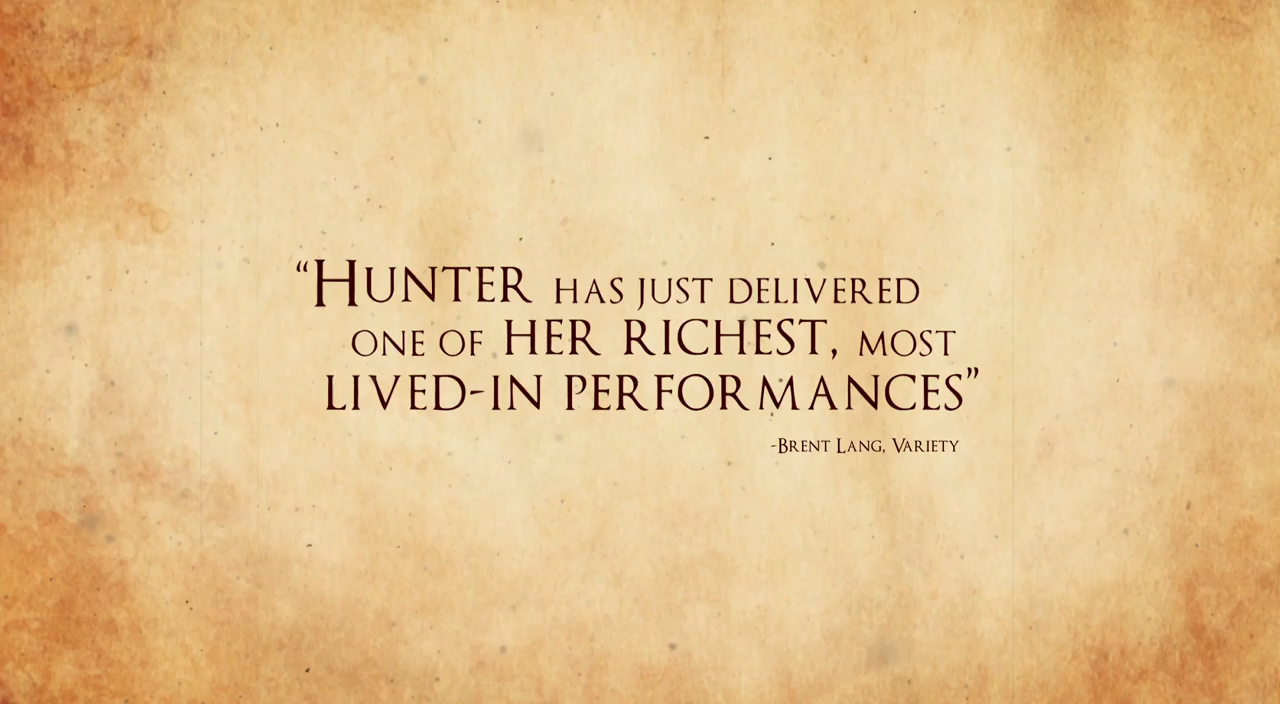 “Hunter has just delivered
one of her richest, most
lived-in performances”
-Brent Lang, Variety